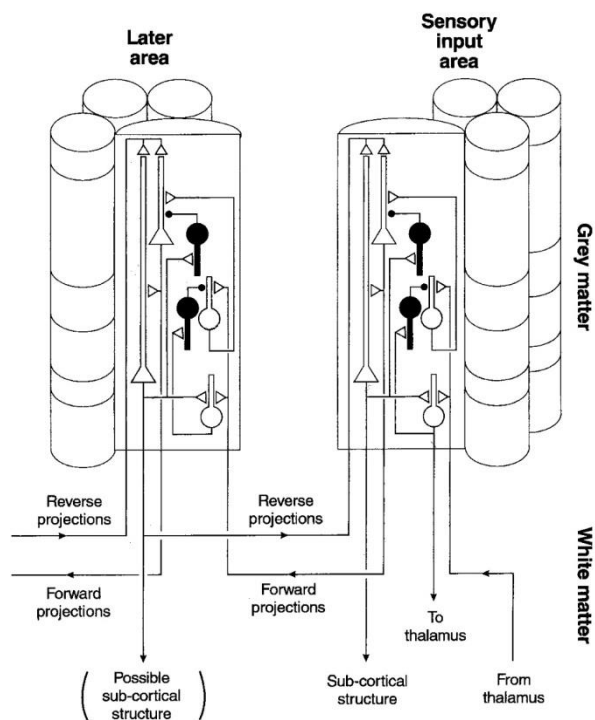 Later
area
Sensory
input
area
Grey matter
Reverse
projections
Reverse
projections
White matter
Forward
projections
Forward
projections
To
thalamus
Possible
sub-cortical
structure
Sub-cortical
structure
From
thalamus